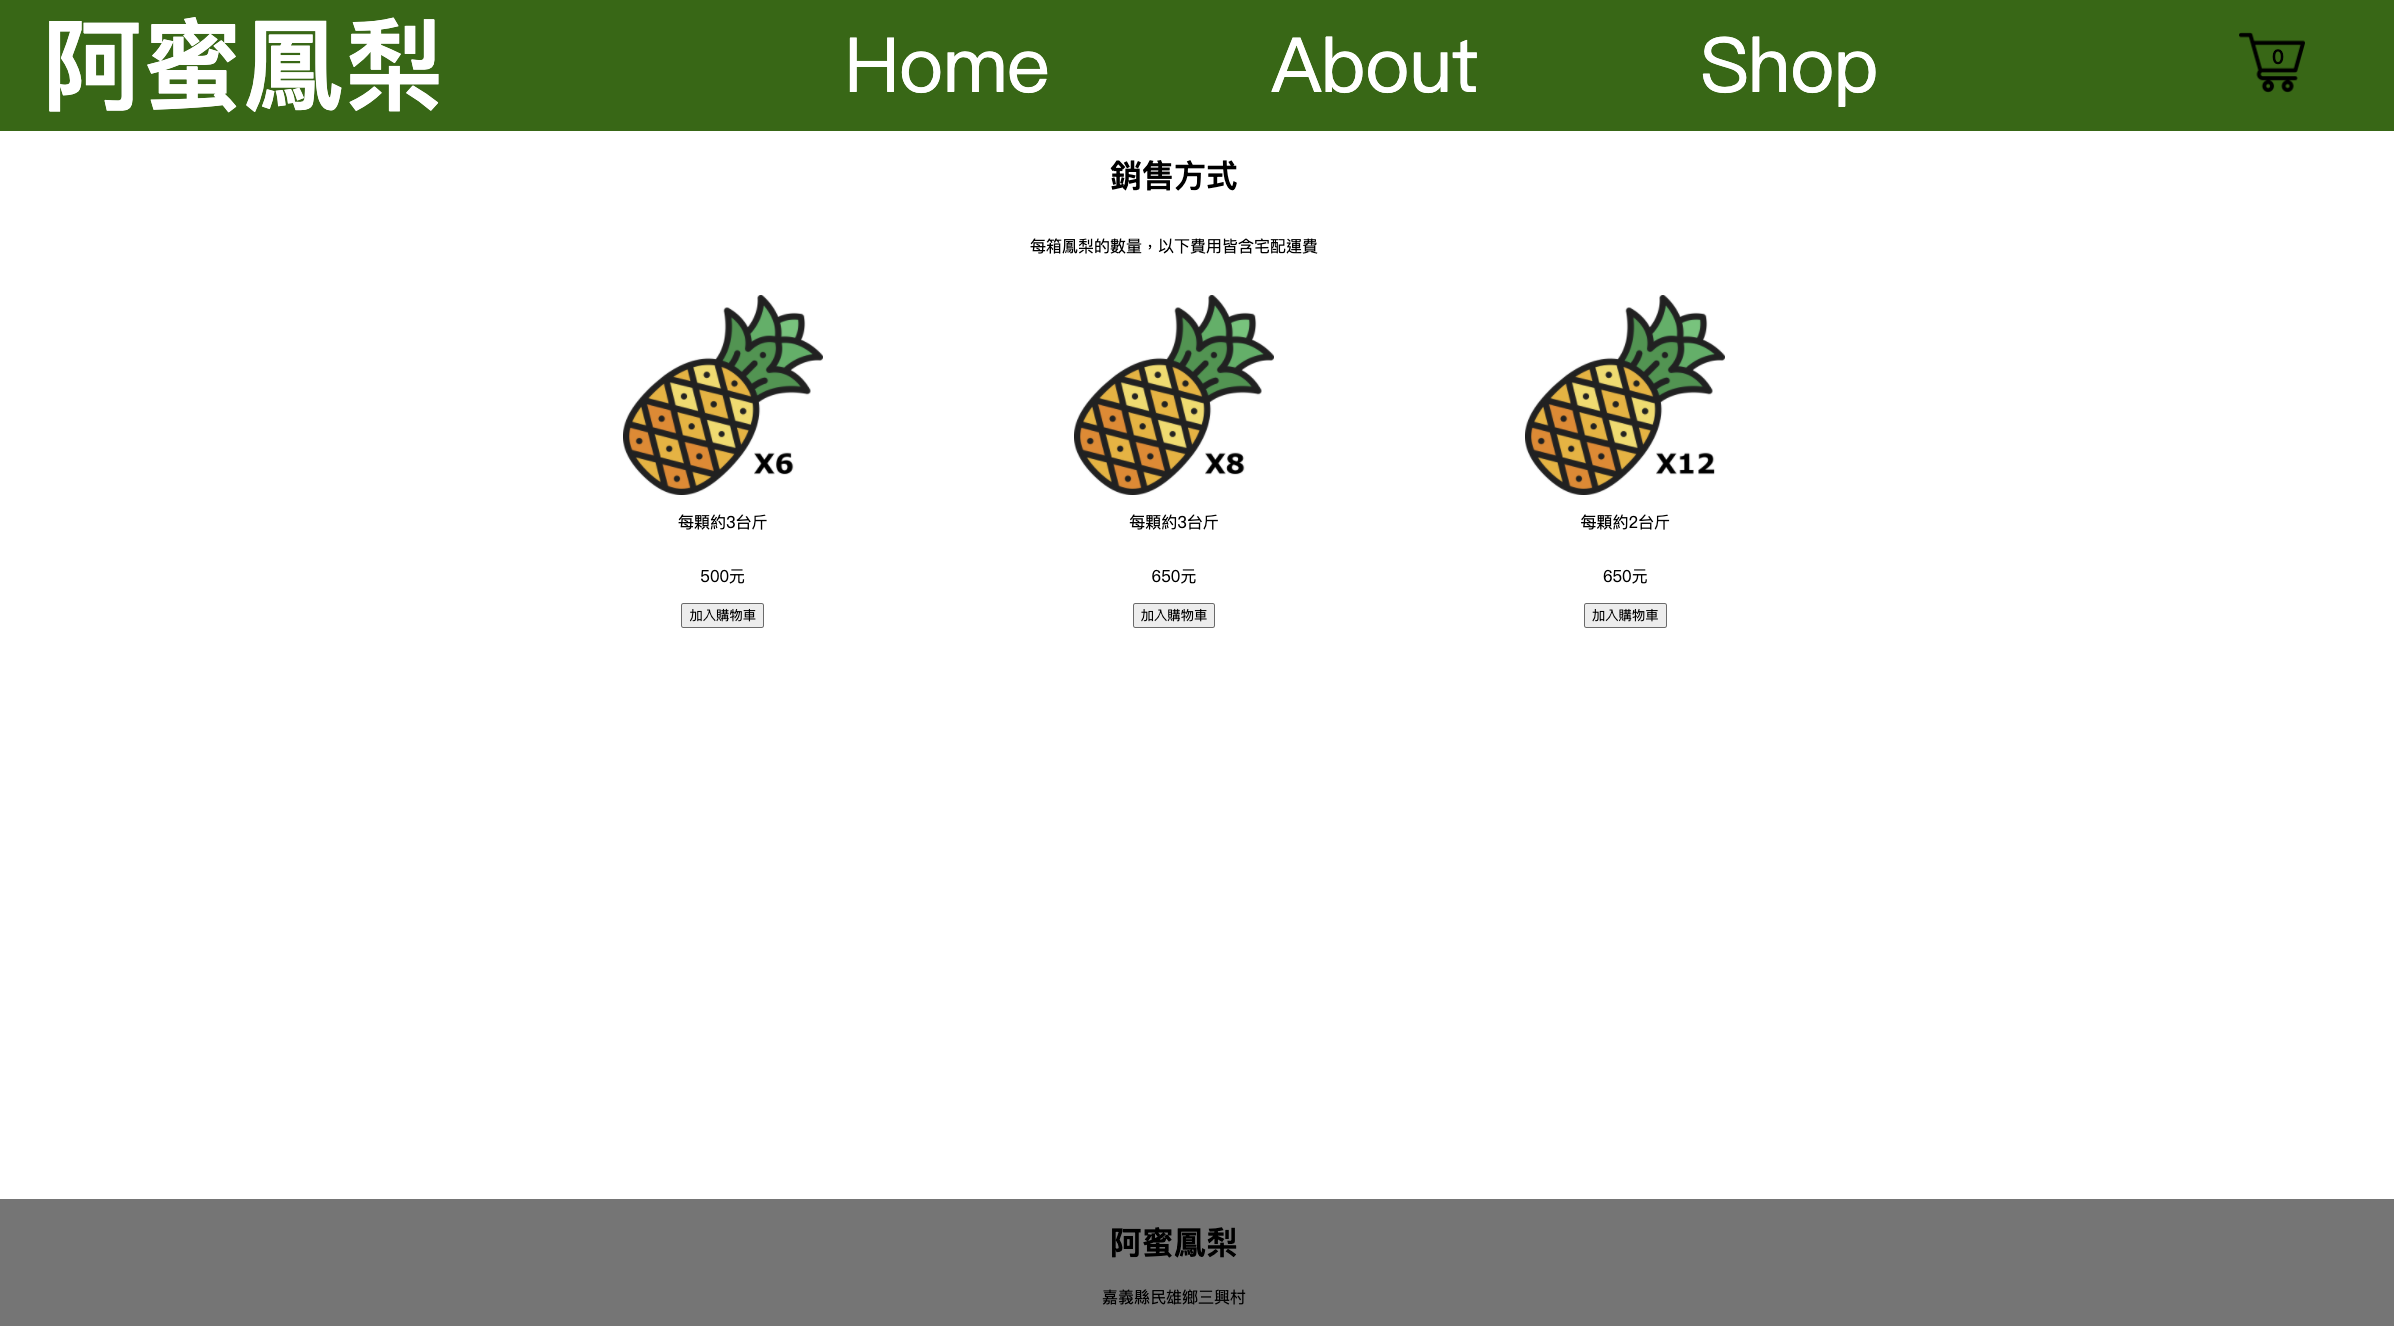 阿蜜鳳梨
Home About Shop 0
銷售方式
每箱鳳梨的數量，以下費用皆含宅配運費
X6 X8 X12
每顆約3台斤 每顆約3台斤 每顆約2台斤
500元 650元 650元
加入購物車 加入購物車 加入購物車
阿蜜鳳梨
嘉義縣民雄鄉三興村